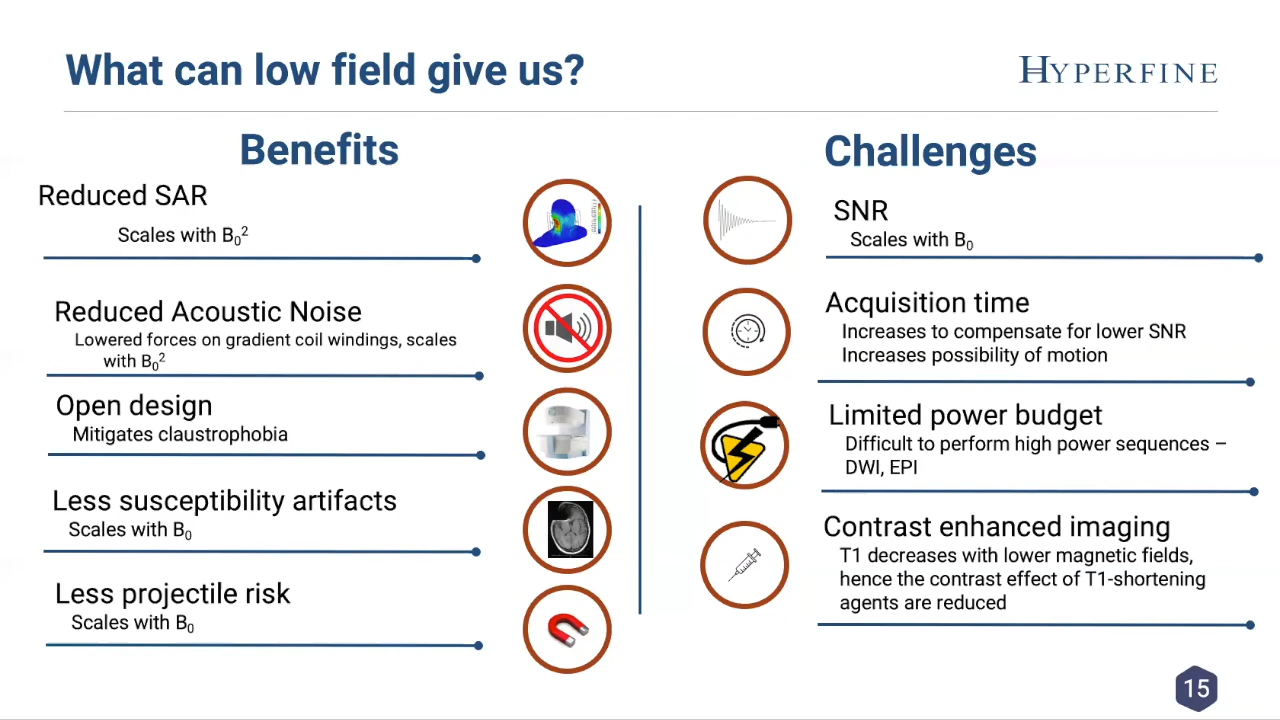 What can low field give us?
HYPERFINE
Benefits
Reduced SAR
Scales with B₀²
Reduced Acoustic Noise
Lowered forces on gradient coil windings, scales
with B₀²
Open design
Mitigates claustrophobia
Less susceptibility artifacts
Scales with B₀
Less projectile risk
Scales with B₀
Challenges
SNR
Scales with B₀
Acquisition time
Increases to compensate for lower SNR
Increases possibility of motion
Limited power budget
Difficult to perform high power sequences –
DWI, EPI
Contrast enhanced imaging
T1 decreases with lower magnetic fields,
hence the contrast effect of T1-shortening
agents are reduced
15